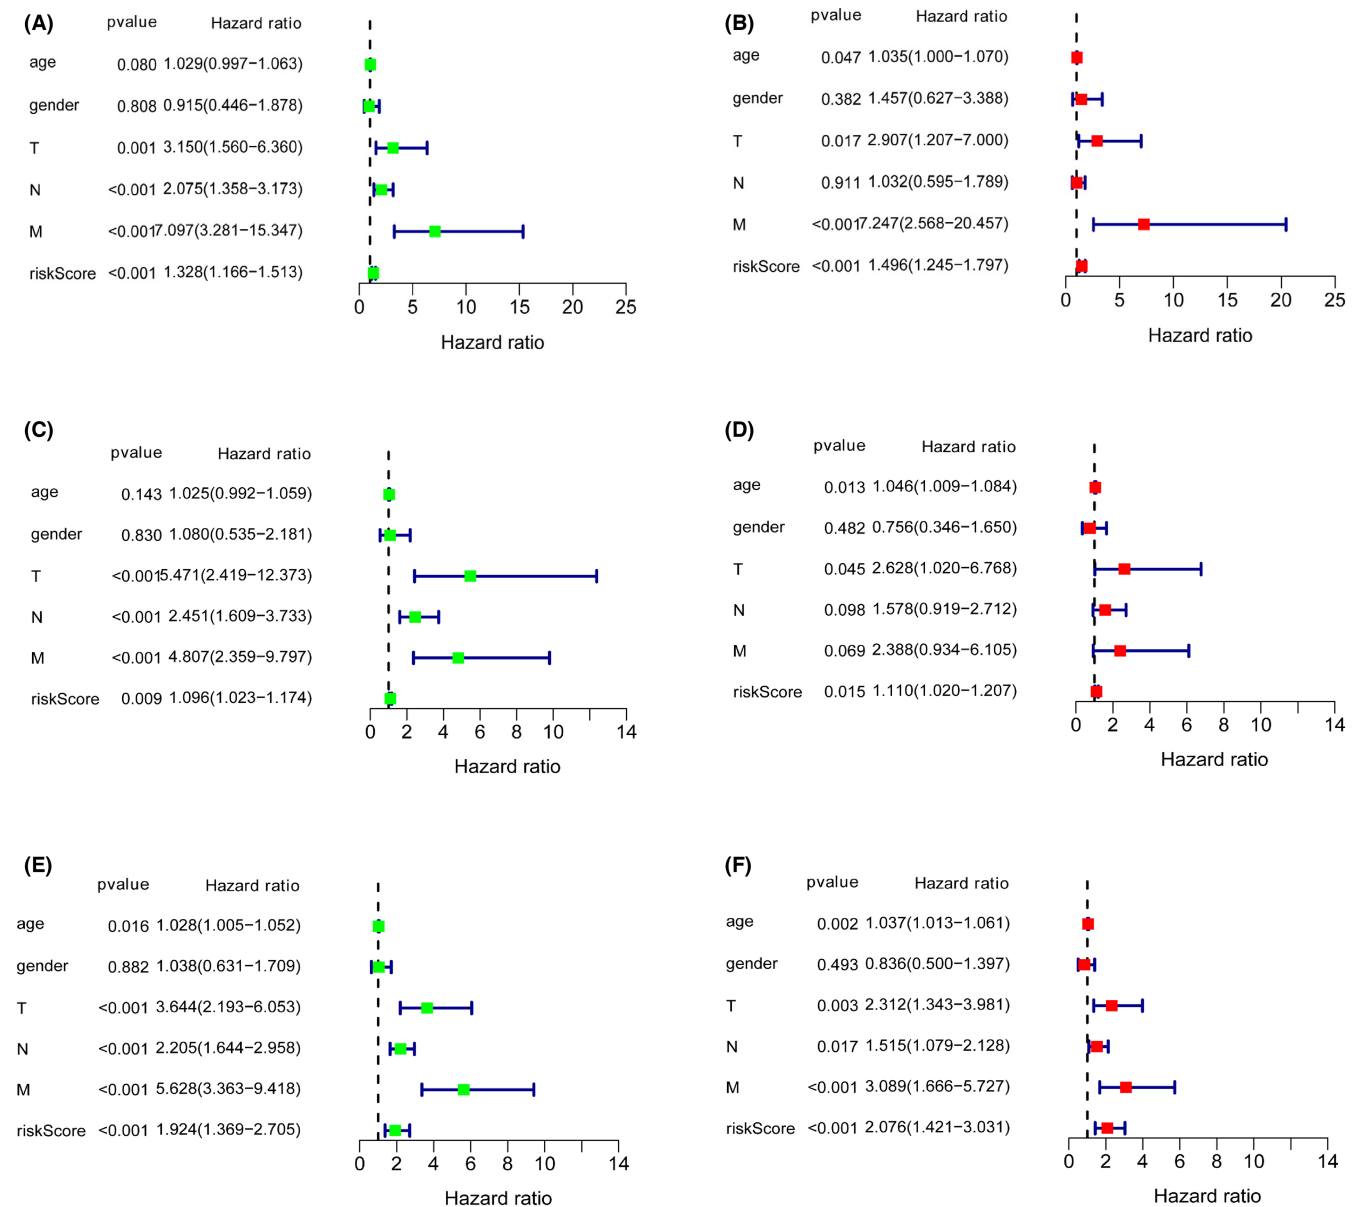 (A)
pvalue Hazard ratio
age 0.080 1.029(0.997−1.063)
gender 0.808 0.915(0.446−1.878)
T 0.001 3.150(1.560−6.360)
N <0.001 2.075(1.358−3.173)
M <0.001 7.097(3.281−15.347)
riskScore <0.001 1.328(1.166−1.513)
0 5 10 15 20 25
Hazard ratio
(B)
pvalue Hazard ratio
age 0.047 1.035(1.000−1.070)
gender 0.382 1.457(0.627−3.388)
T 0.017 2.907(1.207−7.000)
N 0.911 1.032(0.595−1.789)
M <0.001 7.247(2.568−20.457)
riskScore <0.001 1.496(1.245−1.797)
0 5 10 15 20 25
Hazard ratio
(C)
pvalue Hazard ratio
age 0.143 1.025(0.992−1.059)
gender 0.830 1.080(0.535−2.181)
T <0.001 5.471(2.419−12.373)
N <0.001 2.451(1.609−3.733)
M <0.001 4.807(2.359−9.797)
riskScore 0.009 1.096(1.023−1.174)
0 2 4 6 8 10 14
Hazard ratio
(D)
pvalue Hazard ratio
age 0.013 1.046(1.009−1.084)
gender 0.482 0.756(0.346−1.650)
T 0.045 2.628(1.020−6.768)
N 0.098 1.578(0.919−2.712)
M 0.069 2.388(0.934−6.105)
riskScore 0.015 1.110(1.020−1.207)
0 2 4 6 8 10 14
Hazard ratio
(E)
pvalue Hazard ratio
age 0.016 1.028(1.005−1.052)
gender 0.882 1.038(0.631−1.709)
T <0.001 3.644(2.193−6.053)
N <0.001 2.205(1.644−2.958)
M <0.001 5.628(3.363−9.418)
riskScore <0.001 1.924(1.369−2.705)
0 2 4 6 8 10 14
Hazard ratio
(F)
pvalue Hazard ratio
age 0.002 1.037(1.013−1.061)
gender 0.493 0.836(0.500−1.397)
T 0.003 2.312(1.343−3.981)
N 0.017 1.515(1.079−2.128)
M <0.001 3.089(1.666−5.727)
riskScore <0.001 2.076(1.421−3.031)
0 2 4 6 8 10 14
Hazard ratio